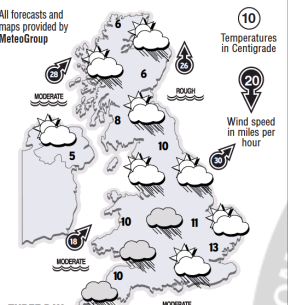 All forecasts and
maps provided by
MeteoGroup
10
Temperatures
in Centigrade
20
Wind speed
in miles per
hour
6
28
6
26
MODERATE
ROUGH
8
10
5
30
10
11
18
13
MODERATE
10
MODERATE